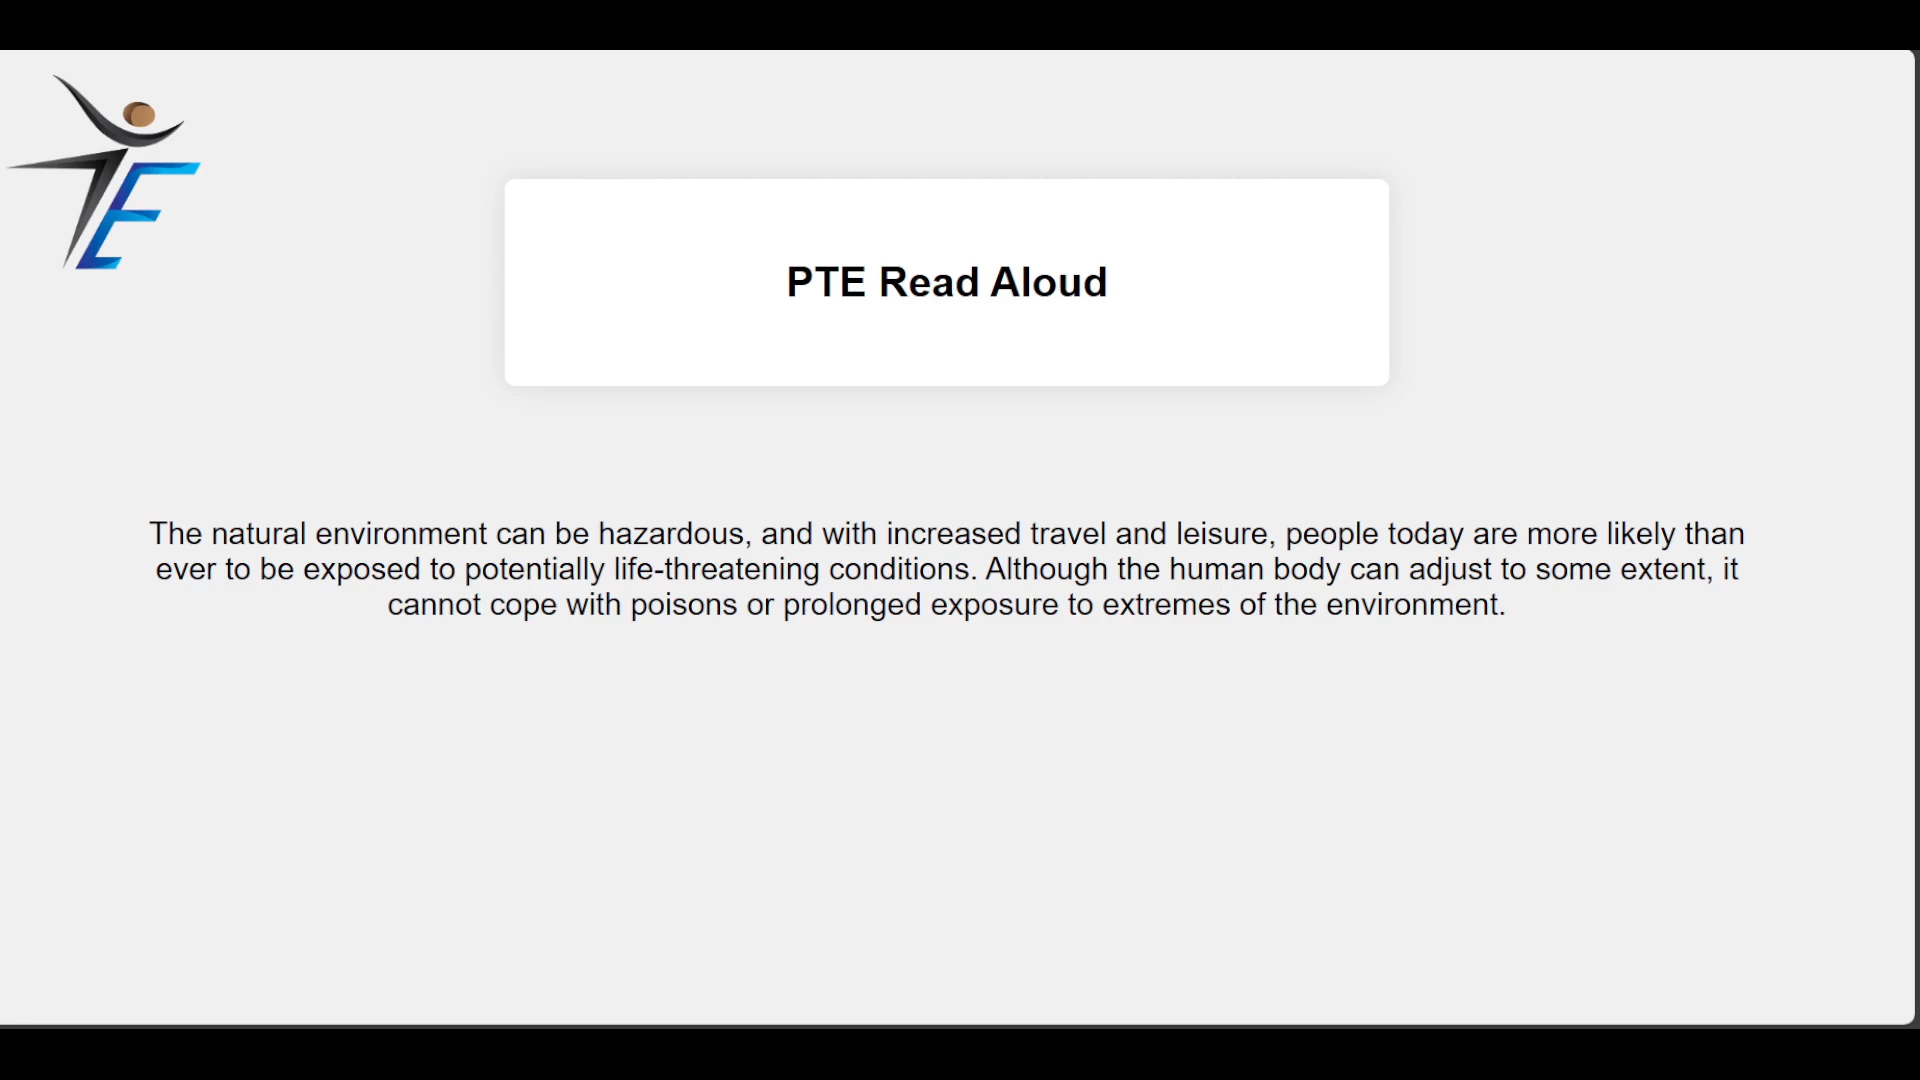 PTE Read Aloud
The natural environment can be hazardous, and with increased travel and leisure, people today are more likely than
ever to be exposed to potentially life-threatening conditions. Although the human body can adjust to some extent, it
cannot cope with poisons or prolonged exposure to extremes of the environment.